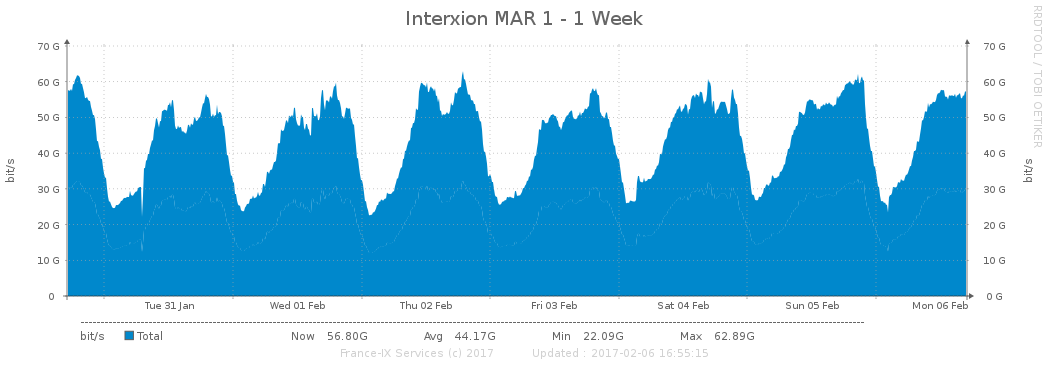 Interxion MAR 1 - 1 Week
RRDTOOL / TOBI OETIKER
70 G 70 G
60 G 60 G
50 G 50 G
40 G 40 G
30 G 30 G
20 G 20 G
10 G 10 G
0 0 G
bit/s
bit/s
Tue 31 Jan Wed 01 Feb Thu 02 Feb Fri 03 Feb Sat 04 Feb Sun 05 Feb Mon 06 Feb
bit/s Total Now 56.80G Avg 44.17G Min 22.09G Max 62.89G
France-IX Services (c) 2017 Updated : 2017-02-06 16:55:15